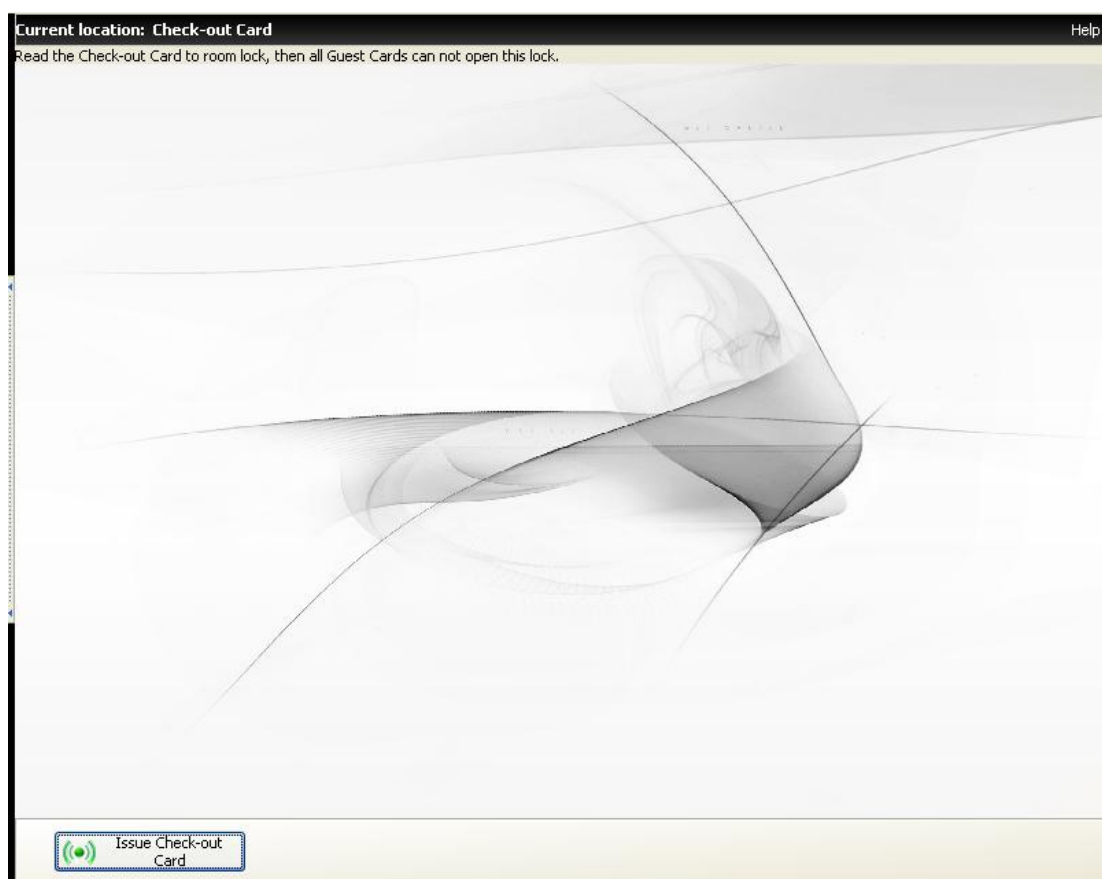 Current location: Check-out Card
Help
Read the Check-out Card to room lock, then all Guest Cards can not open this lock.
Issue Check-out
Card